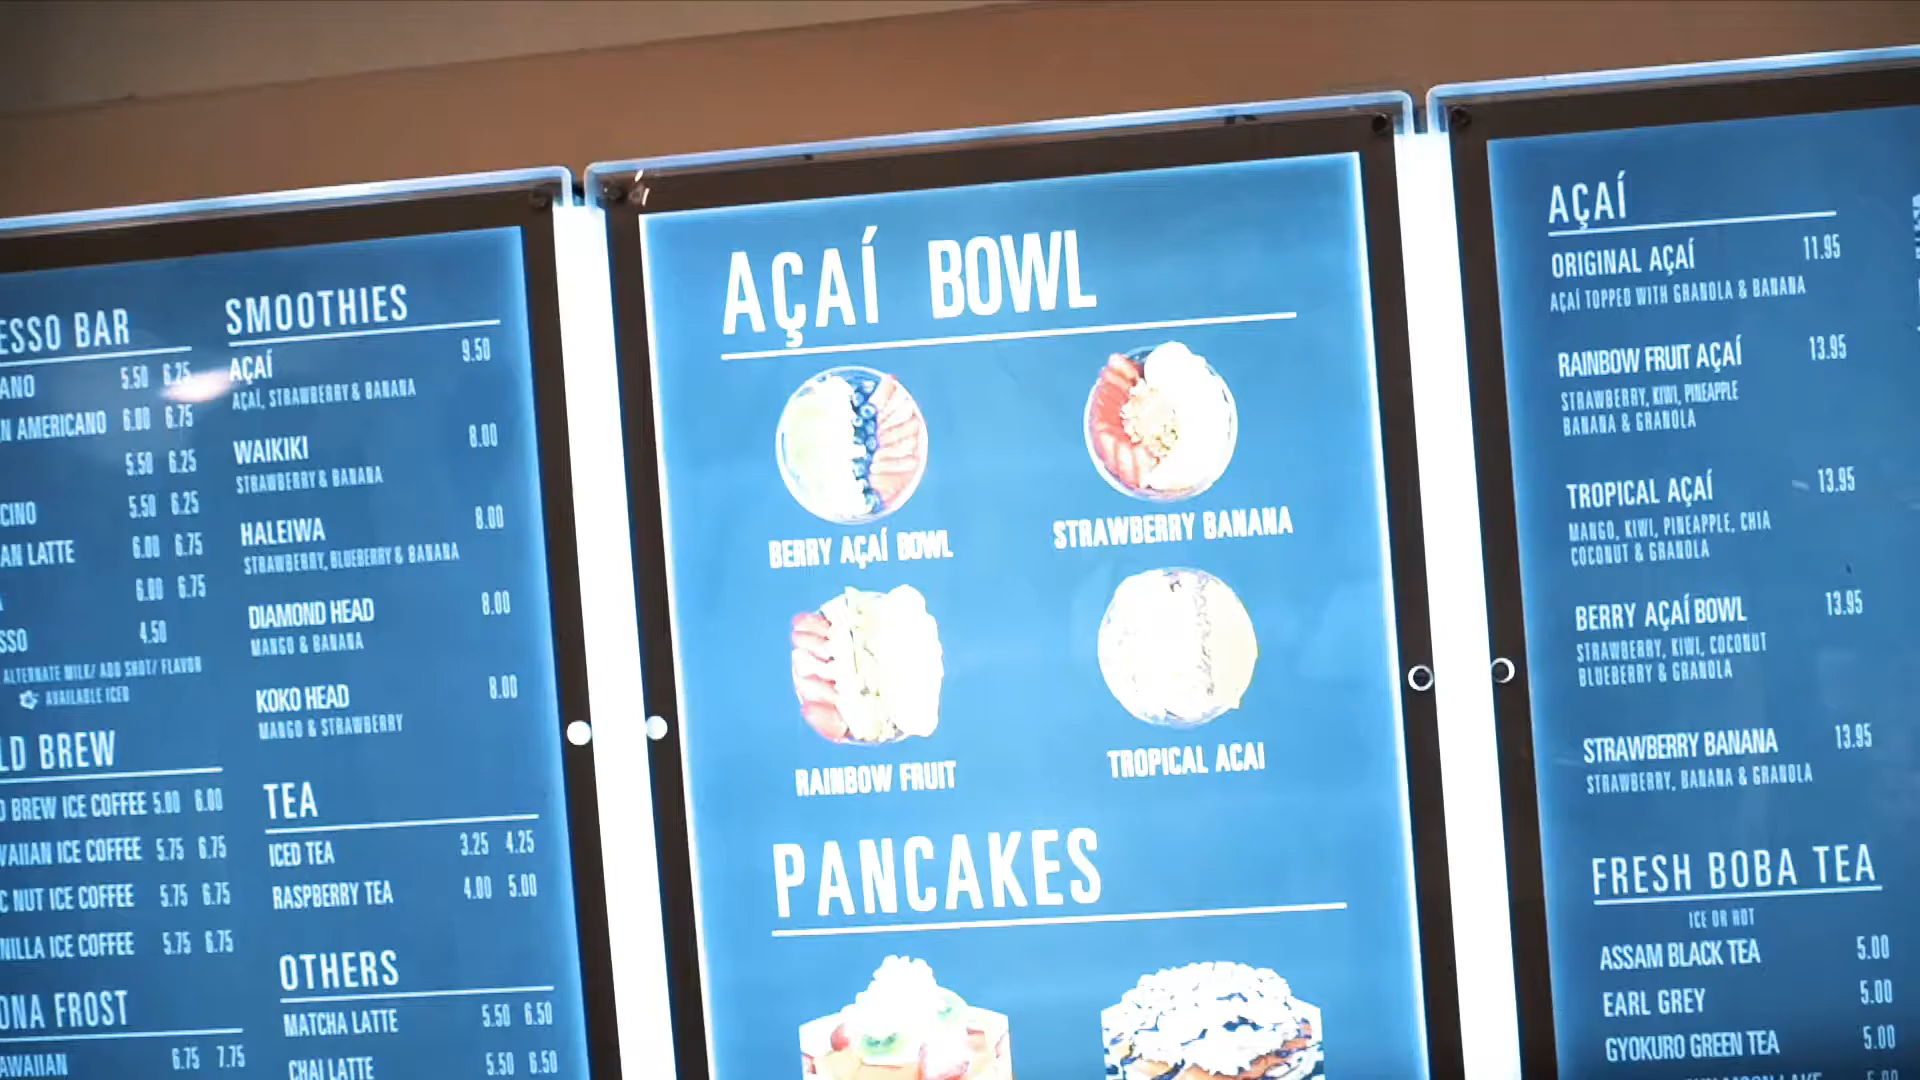 ESSO BAR
ANO 5.50 6.25
N AMERICANO 6.00 6.75
5.50 6.25
CINO 5.50 6.25
AN LATTE 6.00 6.75
6.00 6.75
SSO 4.50
ALTERNATE MILK/ ADD SHOT/ FLAVOR
AVAILABLE ICED
LD BREW
D BREW ICE COFFEE 5.00 6.00
WAIIAN ICE COFFEE 5.75 6.75
C NUT ICE COFFEE 5.75 6.75
NILLA ICE COFFEE 5.75 6.75
ONA FROST
AWAIIAN 6.75 7.75
SMOOTHIES
AÇAÍ 9.50
AÇAÍ, STRAWBERRY & BANANA
WAIKIKI 8.00
STRAWBERRY & BANANA
HALEIWA 8.00
STRAWBERRY, BLUEBERRY & BANANA
DIAMOND HEAD 8.00
MANGO & BANANA
KOKO HEAD 8.00
MANGO & STRAWBERRY
TEA
ICED TEA 3.25 4.25
RASPBERRY TEA 4.00 5.00
OTHERS
MATCHA LATTE 5.50 6.50
CHAI LATTE 5.50 6.50
AÇAÍ BOWL
BERRY AÇAÍ BOWL
STRAWBERRY BANANA
RAINBOW FRUIT
TROPICAL ACAI
PANCAKES
AÇAÍ
ORIGINAL AÇAÍ 11.95
AÇAÍ TOPPED WITH GRANOLA & BANANA
RAINBOW FRUIT AÇAÍ 13.95
STRAWBERRY, KIWI, PINEAPPLE
BANANA & GRANOLA
TROPICAL AÇAÍ 13.95
MANGO, KIWI, PINEAPPLE, CHIA
COCONUT & GRANOLA
BERRY AÇAÍ BOWL 13.95
STRAWBERRY, KIWI, COCONUT
BLUEBERRY & GRANOLA
STRAWBERRY BANANA 13.95
STRAWBERRY, BANANA & GRANOLA
FRESH BOBA TEA
ICE OR HOT
ASSAM BLACK TEA 5.00
EARL GREY 5.00
GYOKURO GREEN TEA 5.00